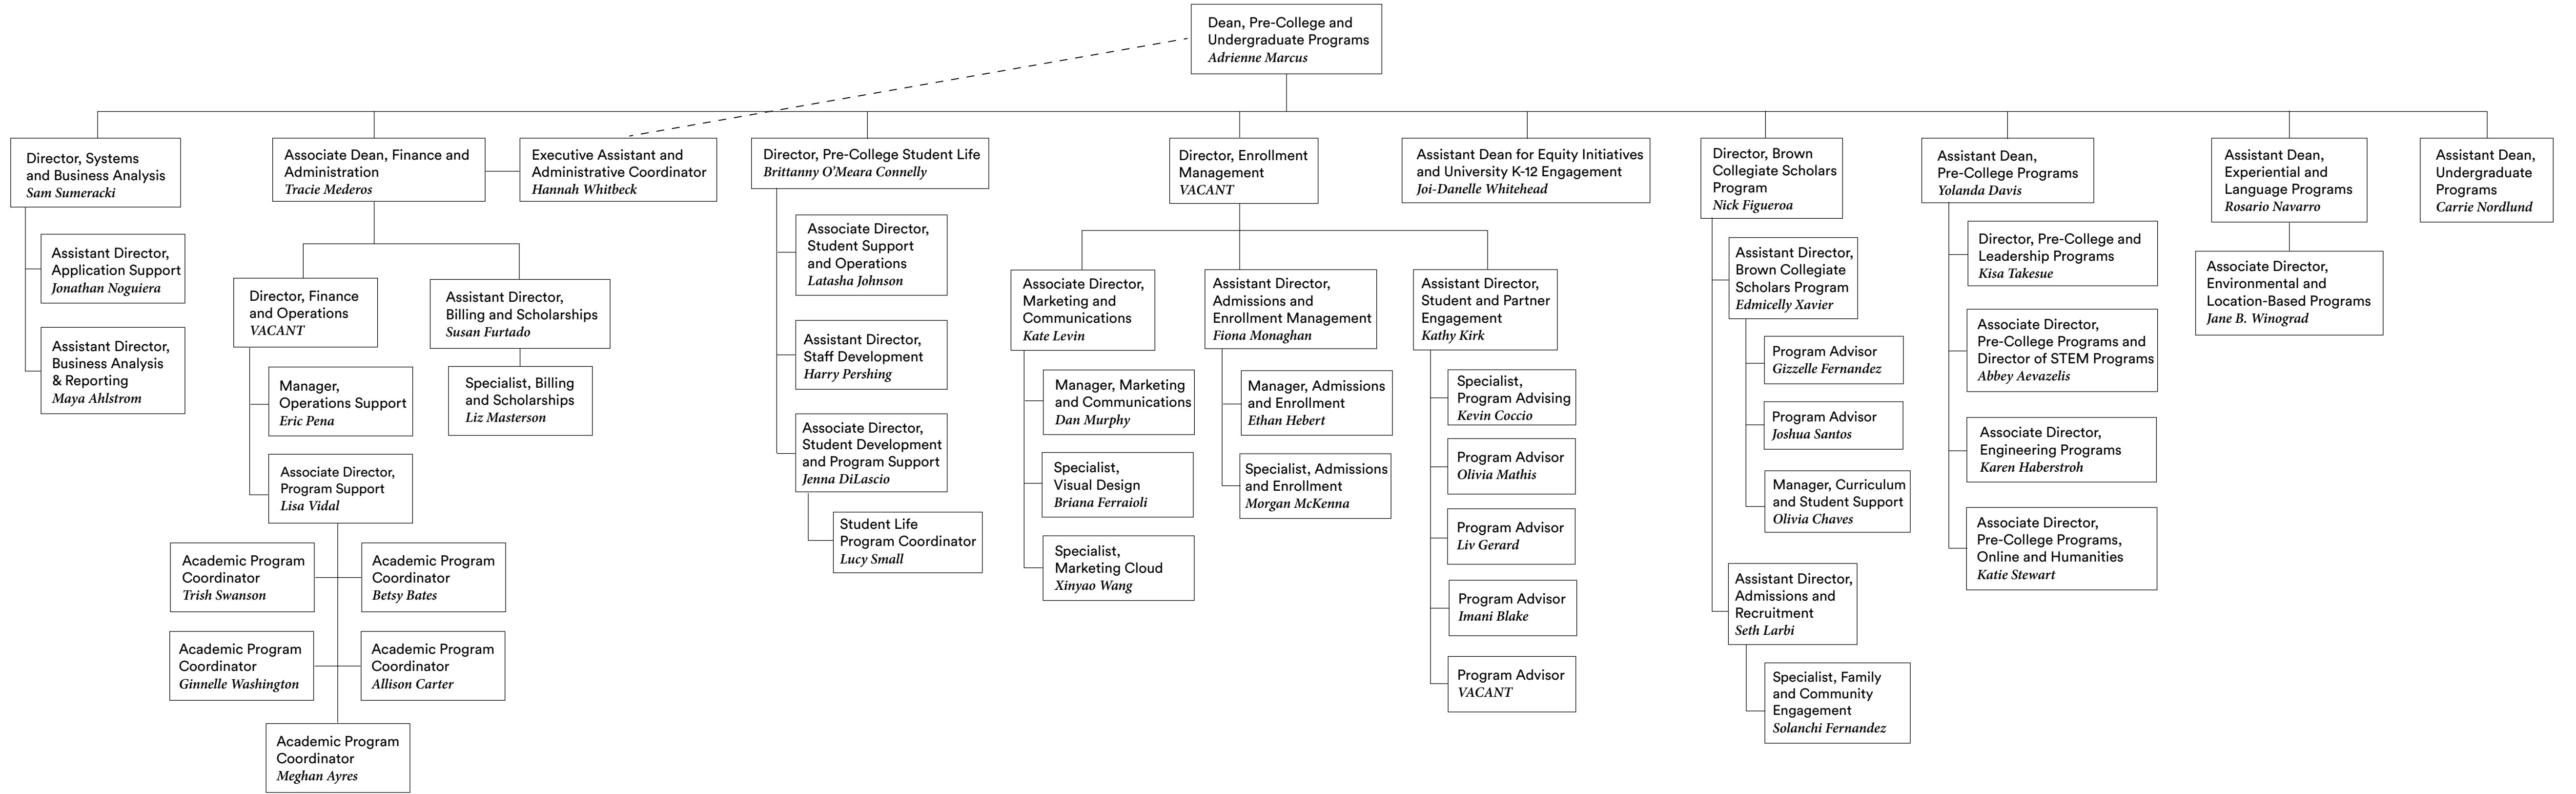 Dean, Pre-College and
Undergraduate Programs
Adrienne Marcus
Director, Systems
and Business Analysis
Sam Sumeracki
Associate Dean, Finance and
Administration
Tracie Mederos
Executive Assistant and
Administrative Coordinator
Hannah Whitbeck
Director, Pre-College Student Life
Brittanny O’Meara Connelly
Director, Enrollment
Management
VACANT
Assistant Dean for Equity Initiatives
and University K-12 Engagement
Joi-Danelle Whitehead
Director, Brown
Collegiate Scholars
Program
Nick Figueroa
Assistant Dean,
Pre-College Programs
Yolanda Davis
Assistant Dean,
Experiential and
Language Programs
Rosario Navarro
Assistant Dean,
Undergraduate
Programs
Carrie Nordlund
Assistant Director,
Application Support
Jonathan Noguiera
Assistant Director,
Business Analysis
& Reporting
Maya Ahlstrom
Director, Finance
and Operations
VACANT
Assistant Director,
Billing and Scholarships
Susan Furtado
Manager,
Operations Support
Eric Pena
Specialist, Billing
and Scholarships
Liz Masterson
Associate Director,
Program Support
Lisa Vidal
Academic Program
Coordinator
Trish Swanson
Academic Program
Coordinator
Betsy Bates
Academic Program
Coordinator
Ginnelle Washington
Academic Program
Coordinator
Allison Carter
Academic Program
Coordinator
Meghan Ayres
Associate Director,
Student Support
and Operations
Latasha Johnson
Assistant Director,
Staff Development
Harry Pershing
Associate Director,
Student Development
and Program Support
Jenna DiLascio
Student Life
Program Coordinator
Lucy Small
Associate Director,
Marketing and
Communications
Kate Levin
Manager, Marketing
and Communications
Dan Murphy
Specialist,
Visual Design
Briana Ferraioli
Specialist,
Marketing Cloud
Xinyao Wang
Assistant Director,
Admissions and
Enrollment Management
Fiona Monaghan
Manager, Admissions
and Enrollment
Ethan Hebert
Specialist, Admissions
and Enrollment
Morgan McKenna
Assistant Director,
Student and Partner
Engagement
Kathy Kirk
Specialist,
Program Advising
Kevin Coccio
Program Advisor
Olivia Mathis
Program Advisor
Liv Gerard
Program Advisor
Imani Blake
Program Advisor
VACANT
Assistant Director,
Brown Collegiate
Scholars Program
Edmicelly Xavier
Program Advisor
Gizzelle Fernandez
Program Advisor
Joshua Santos
Manager, Curriculum
and Student Support
Olivia Chaves
Assistant Director,
Admissions and
Recruitment
Seth Larbi
Specialist, Family
and Community
Engagement
Solanchi Fernandez
Director, Pre-College and
Leadership Programs
Kisa Takesue
Associate Director,
Pre-College Programs and
Director of STEM Programs
Abbey Aevazelis
Associate Director,
Engineering Programs
Karen Haberstroh
Associate Director,
Pre-College Programs,
Online and Humanities
Katie Stewart
Associate Director,
Environmental and
Location-Based Programs
Jane B. Winograd